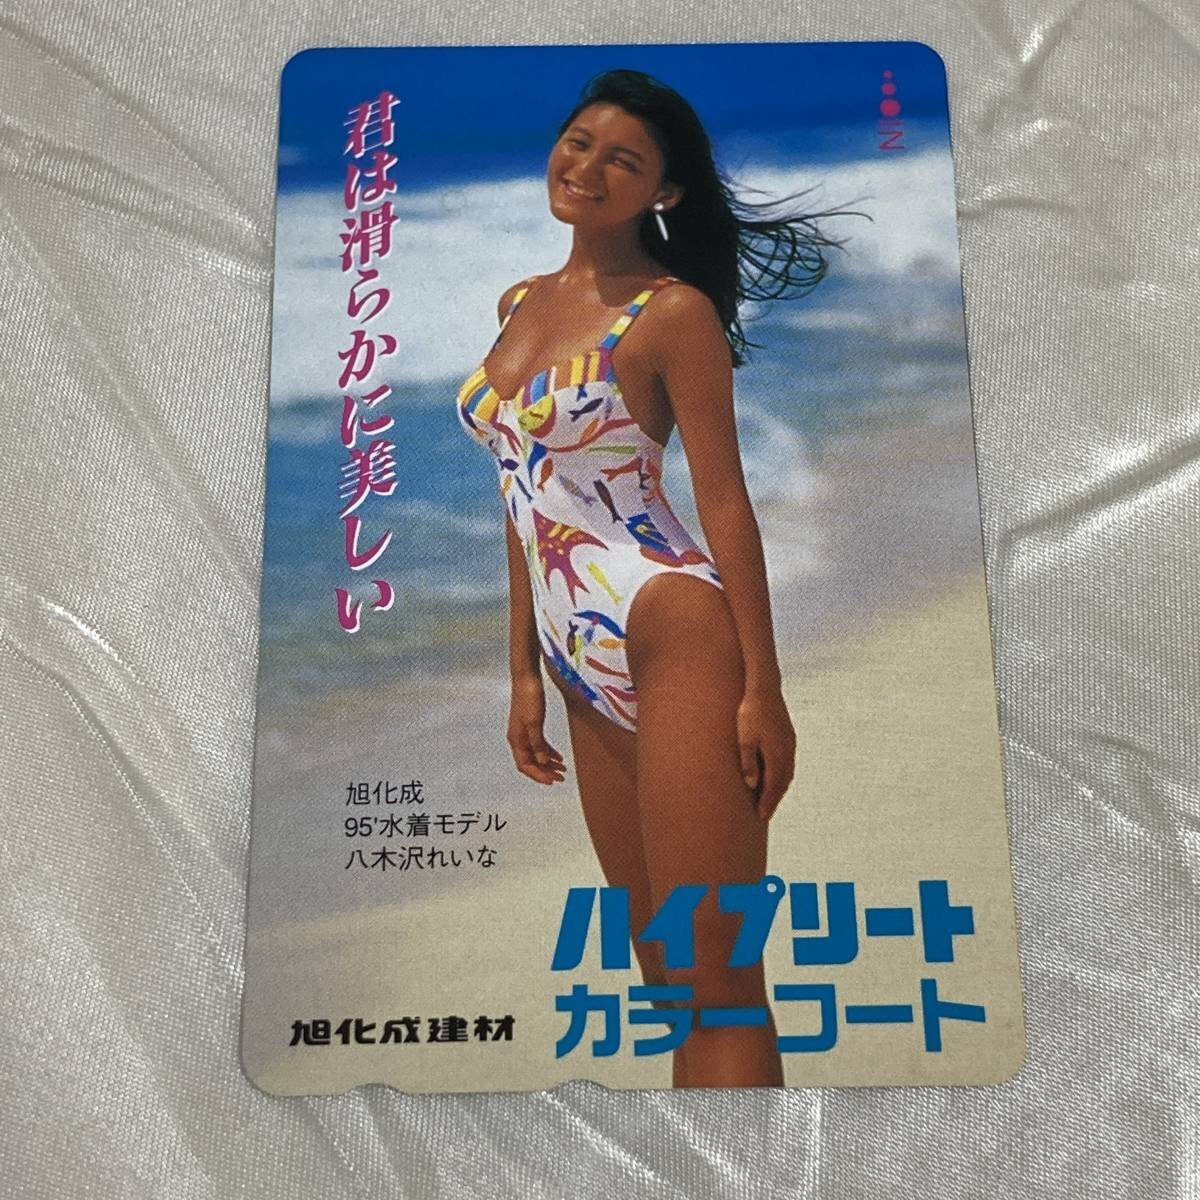 君は滑らかに美しい
旭化成
95'水着モデル
八木沢れいな
ハイプリート
カラーコート
旭化成建材